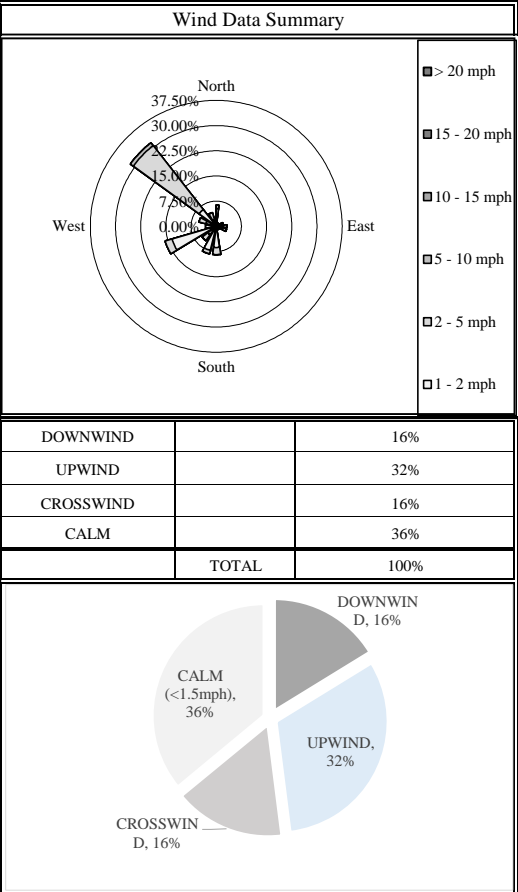 Wind Data Summary
North
37.50%
30.00%
22.50%
15.00%
7.50%
0.00%
West
East
South
> 20 mph
15 - 20 mph
10 - 15 mph
5 - 10 mph
2 - 5 mph
1 - 2 mph
DOWNWIND 16%
UPWIND 32%
CROSSWIND 16%
CALM 36%
TOTAL 100%
DOWNWIN
D, 16%
CALM
(<1.5mph),
36%
UPWIND,
32%
CROSSWIN
D, 16%